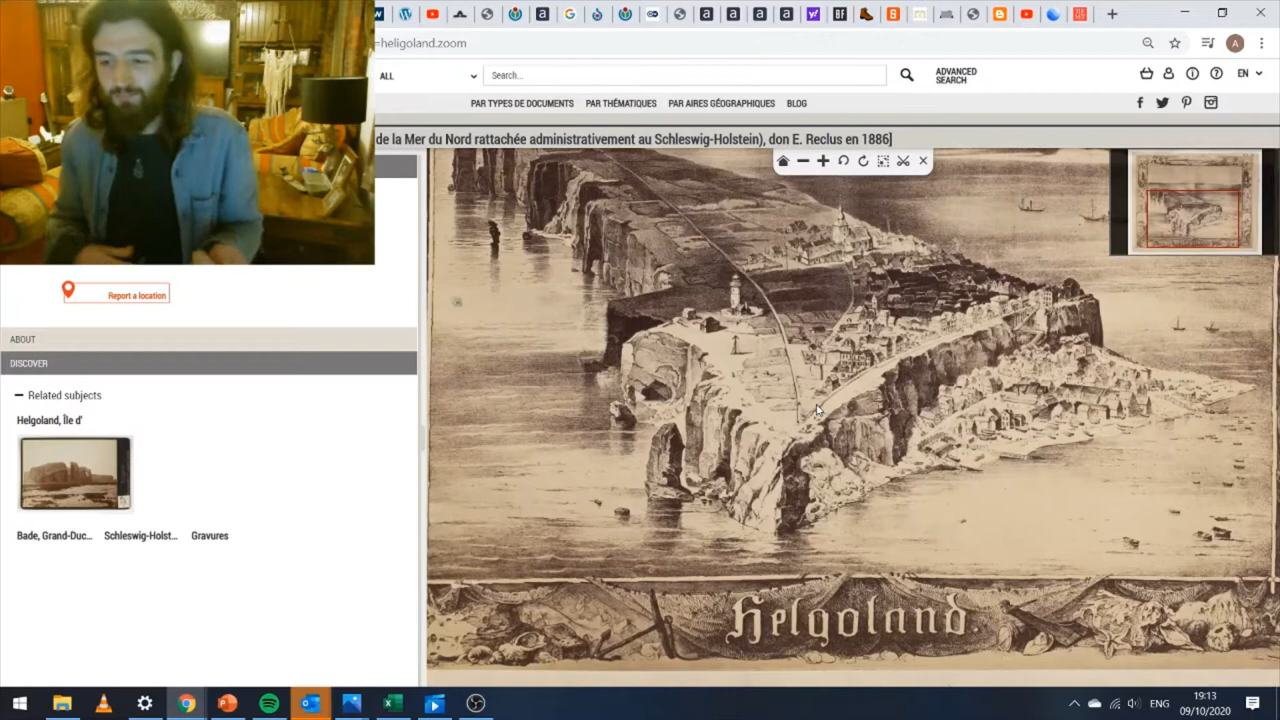 =heligoland.zoom
A
ALL
Search...
ADVANCED
SEARCH
EN
PAR TYPES DE DOCUMENTS PAR THÉMATIQUES PAR AIRES GÉOGRAPHIQUES BLOG
de la Mer du Nord rattachée administrativement au Schleswig-Holstein), don E. Reclus en 1886]
Report a location
ABOUT
DISCOVER
Related subjects
Helgoland, Île d'
Bade, Grand-Duc... Schleswig-Holst... Gravures
Helgoland.
ENG
19:13
09/10/2020